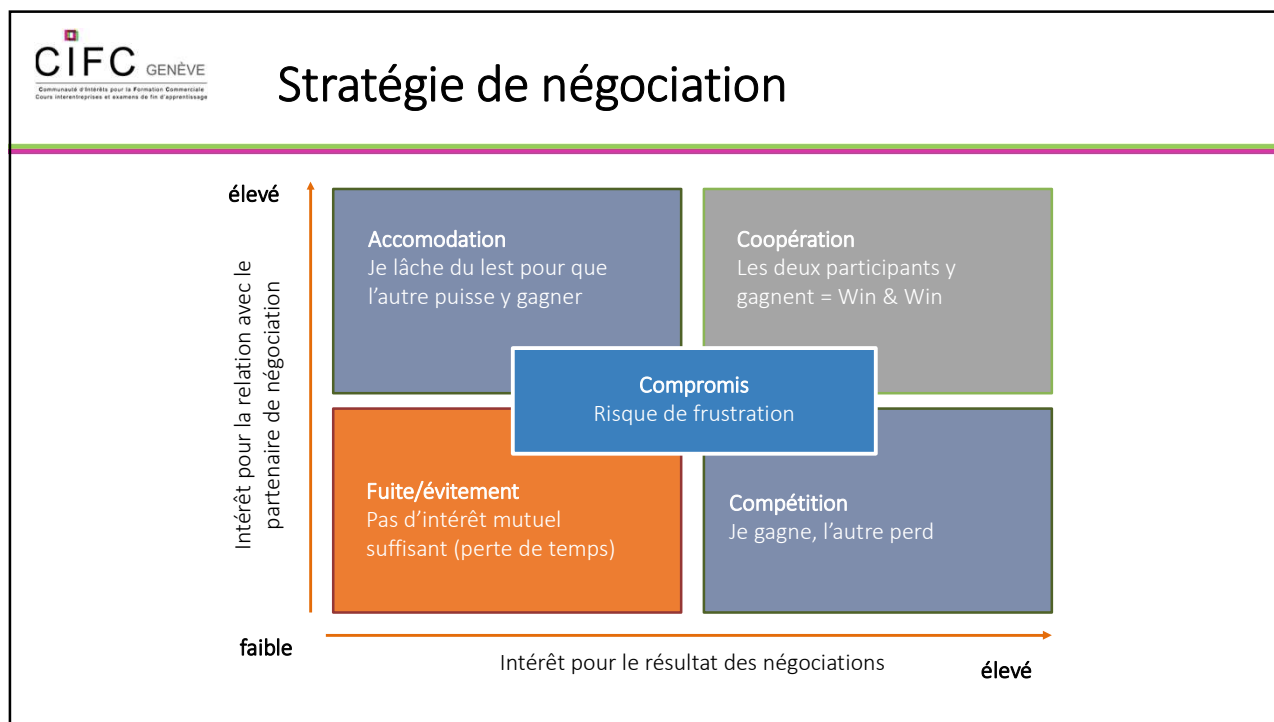 CIFC GENÈVE
Communauté d'Intérêts pour la Formation Commerciale
Cours interentreprises et examens de fin d'apprentissage
Stratégie de négociation
élevé
Intérêt pour la relation avec le
partenaire de négociation
Accomodation
Je lâche du lest pour que
l'autre puisse y gagner
Coopération
Les deux participants y
gagnent = Win & Win
Compromis
Risque de frustration
Fuite/évitement
Pas d'intérêt mutuel
suffisant (perte de temps)
Compétition
Je gagne, l'autre perd
faible
Intérêt pour le résultat des négociations
élevé